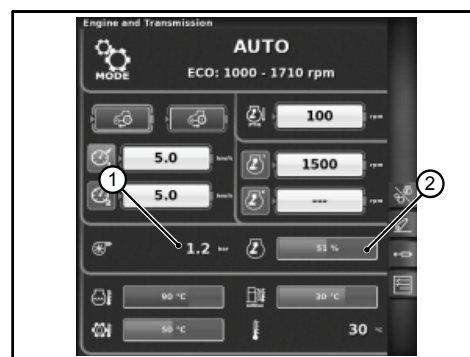 Engine and Transmission
AUTO
MODE
ECO: 1000 - 1710 rpm
100 rpm
5.0 km/h
1500 rpm
1
2
5.0 km/h
--- rpm
1.2 bar
51 %
90 °C
30 °C
50 °C
30 °C